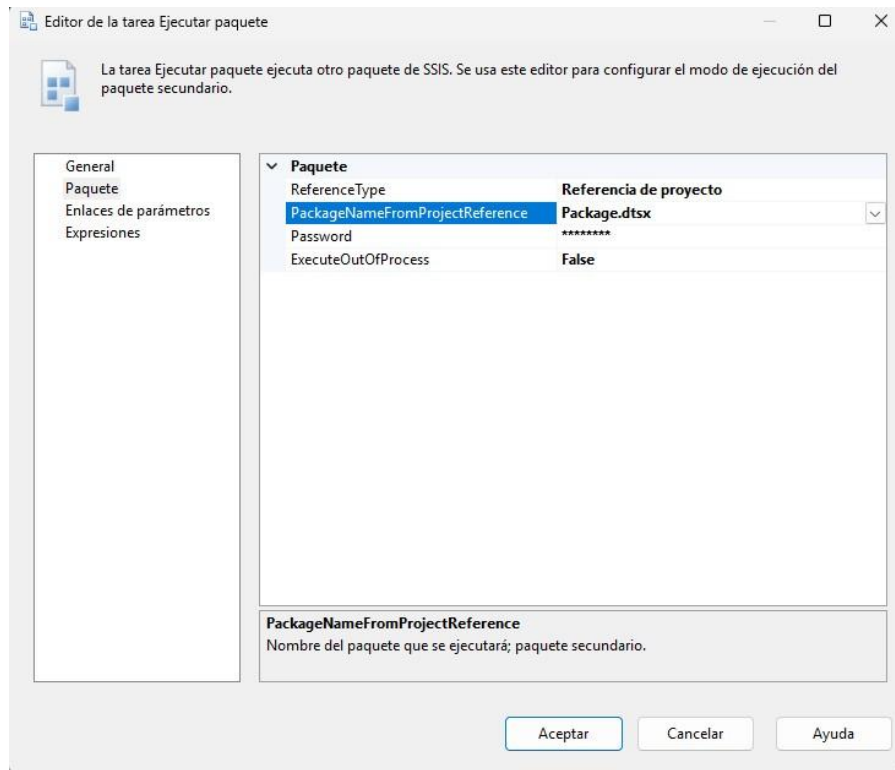 Editor de la tarea Ejecutar paquete
La tarea Ejecutar paquete ejecuta otro paquete de SSIS. Se usa este editor para configurar el modo de ejecución del
paquete secundario.
General
Paquete
Enlaces de parámetros
Expresiones
Paquete
ReferenceType Referencia de proyecto
PackageNameFromProjectReference Package.dtsx
Password ********
ExecuteOutOfProcess False
PackageNameFromProjectReference
Nombre del paquete que se ejecutará; paquete secundario.
Aceptar Cancelar Ayuda